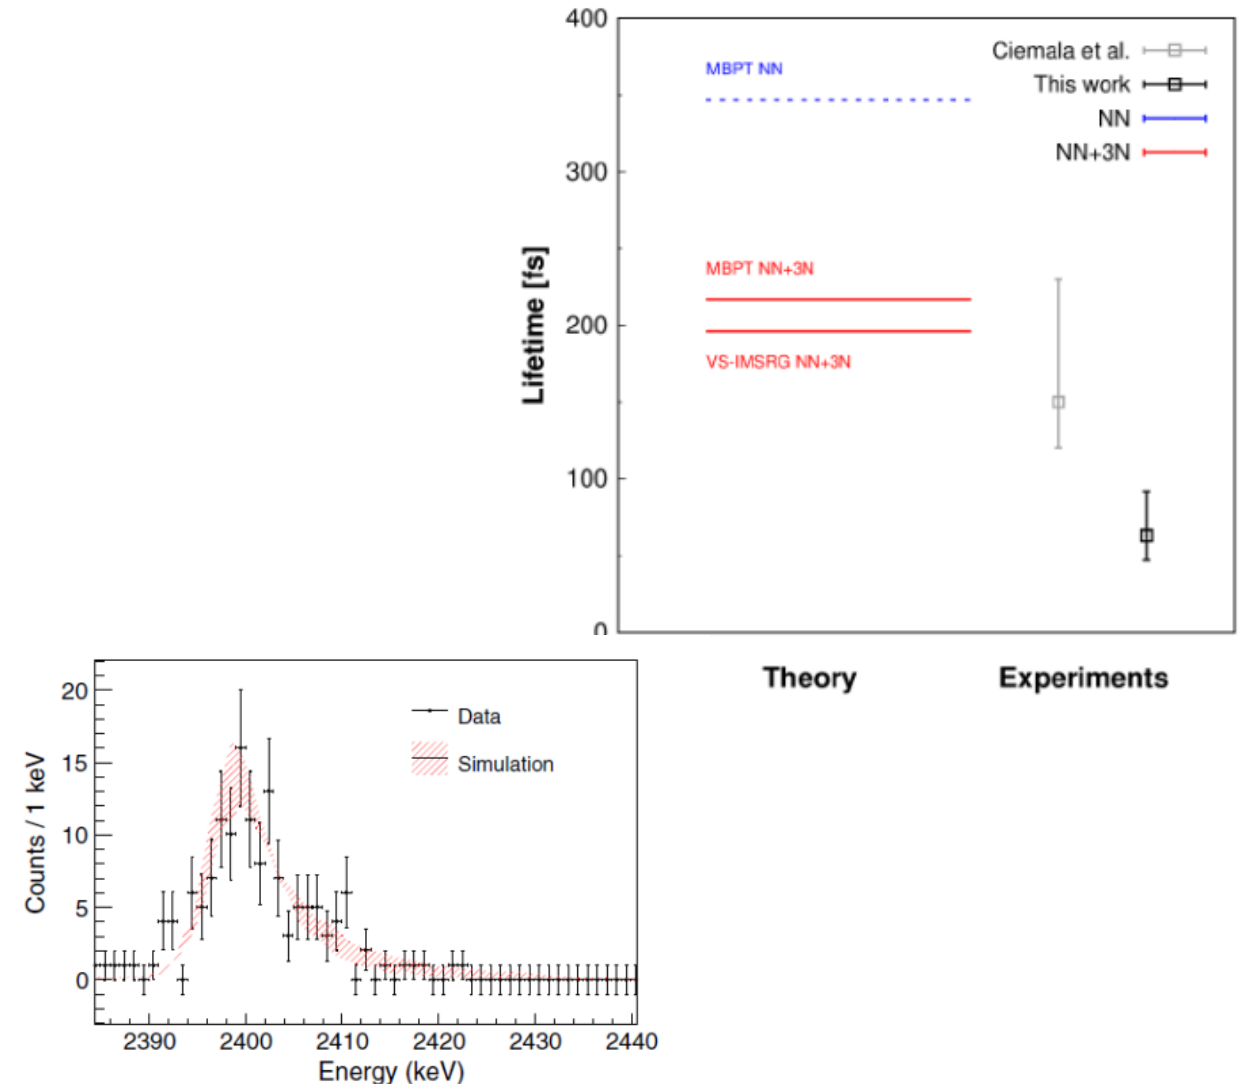 400
300
200
100
0
Lifetime [fs]
MBPT NN
MBPT NN+3N
VS-IMSRG NN+3N
Ciemala et al.
This work
NN
NN+3N
Theory
Experiments
20
15
10
5
0
Counts / 1 keV
Data
Simulation
2390 2400 2410 2420 2430 2440
Energy (keV)